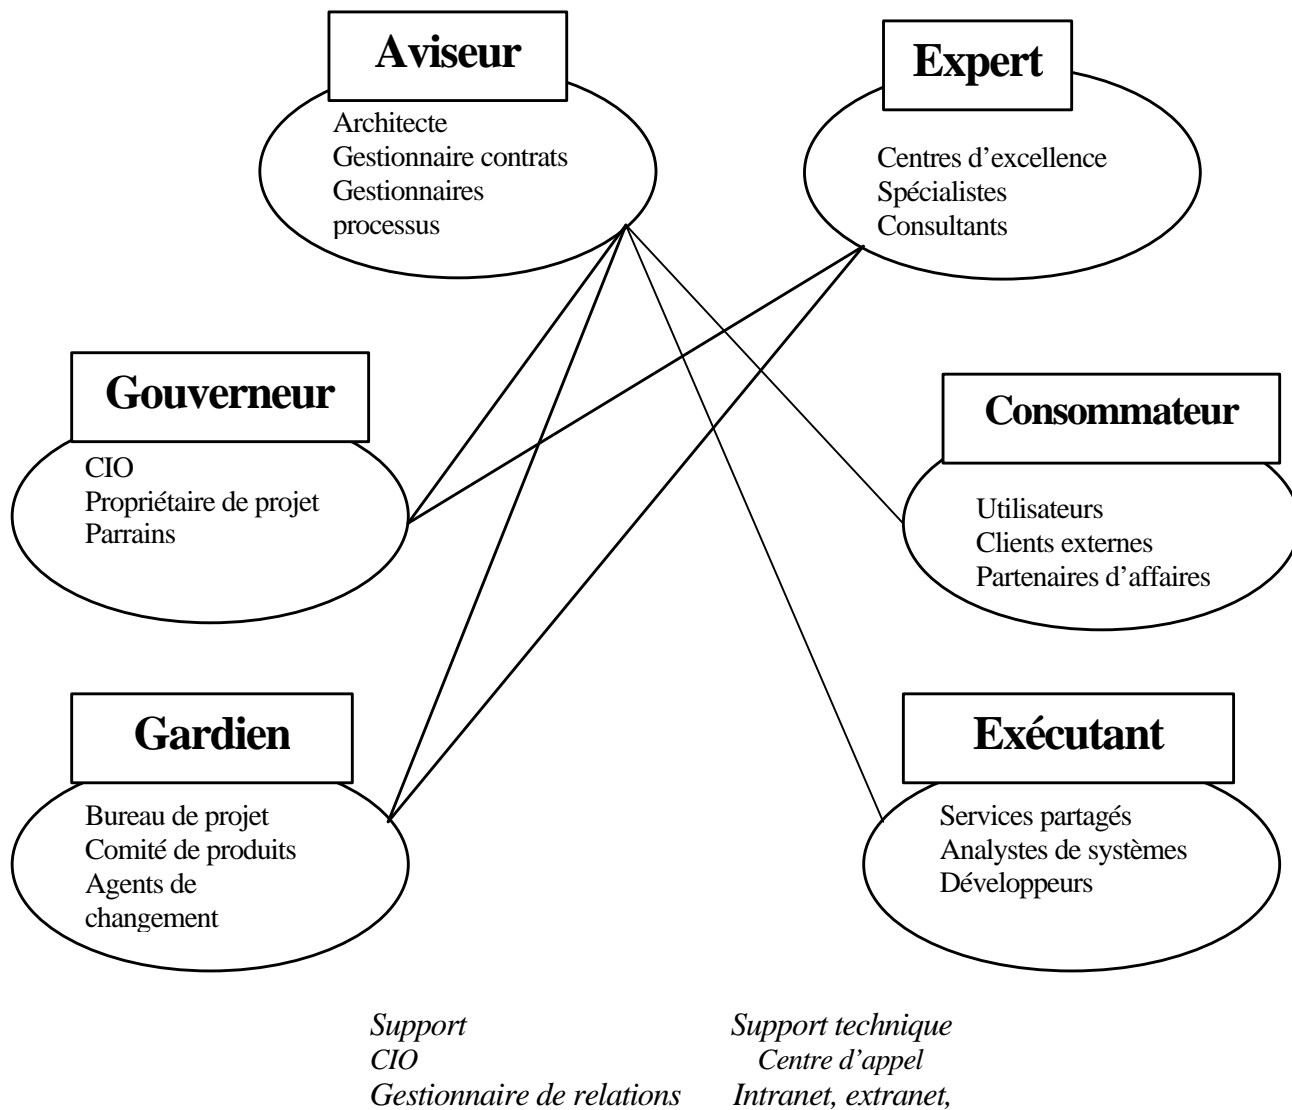 Aviseur
Architecte
Gestionnaire contrats
Gestionnaires
processus
Expert
Centres d’excellence
Spécialistes
Consultants
Gouverneur
CIO
Propriétaire de projet
Parrains
Consommateur
Utilisateurs
Clients externes
Partenaires d’affaires
Gardien
Bureau de projet
Comité de produits
Agents de
changement
Exécutant
Services partagés
Analystes de systèmes
Développeurs
Support
CIO
Gestionnaire de relations
Support technique
Centre d’appel
Intranet, extranet,